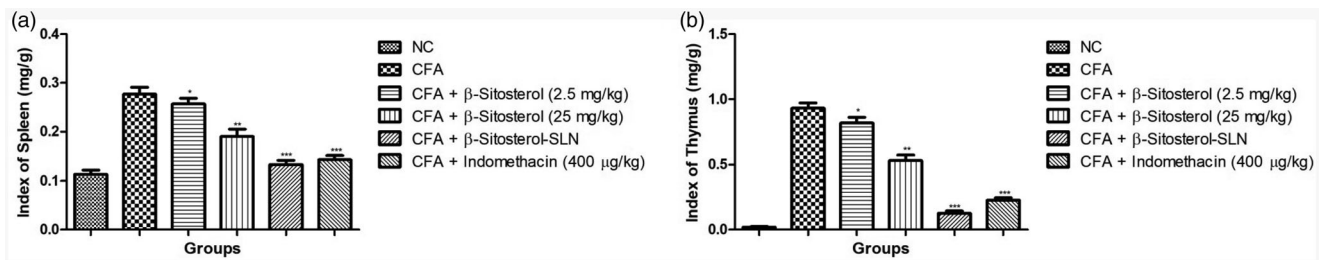 (a)
Index of Spleen (mg/g)
0.4
0.3
0.2
0.1
0.0
*
**
***
***
Groups
NC
CFA
CFA + β-Sitosterol (2.5 mg/kg)
CFA + β-Sitosterol (25 mg/kg)
CFA + β-Sitosterol-SLN
CFA + Indomethacin (400 μg/kg)
(b)
Index of Thymus (mg/g)
1.5
1.0
0.5
0.0
*
**
***
***
Groups
NC
CFA
CFA + β-Sitosterol (2.5 mg/kg)
CFA + β-Sitosterol (25 mg/kg)
CFA + β-Sitosterol-SLN
CFA + Indomethacin (400 μg/kg)